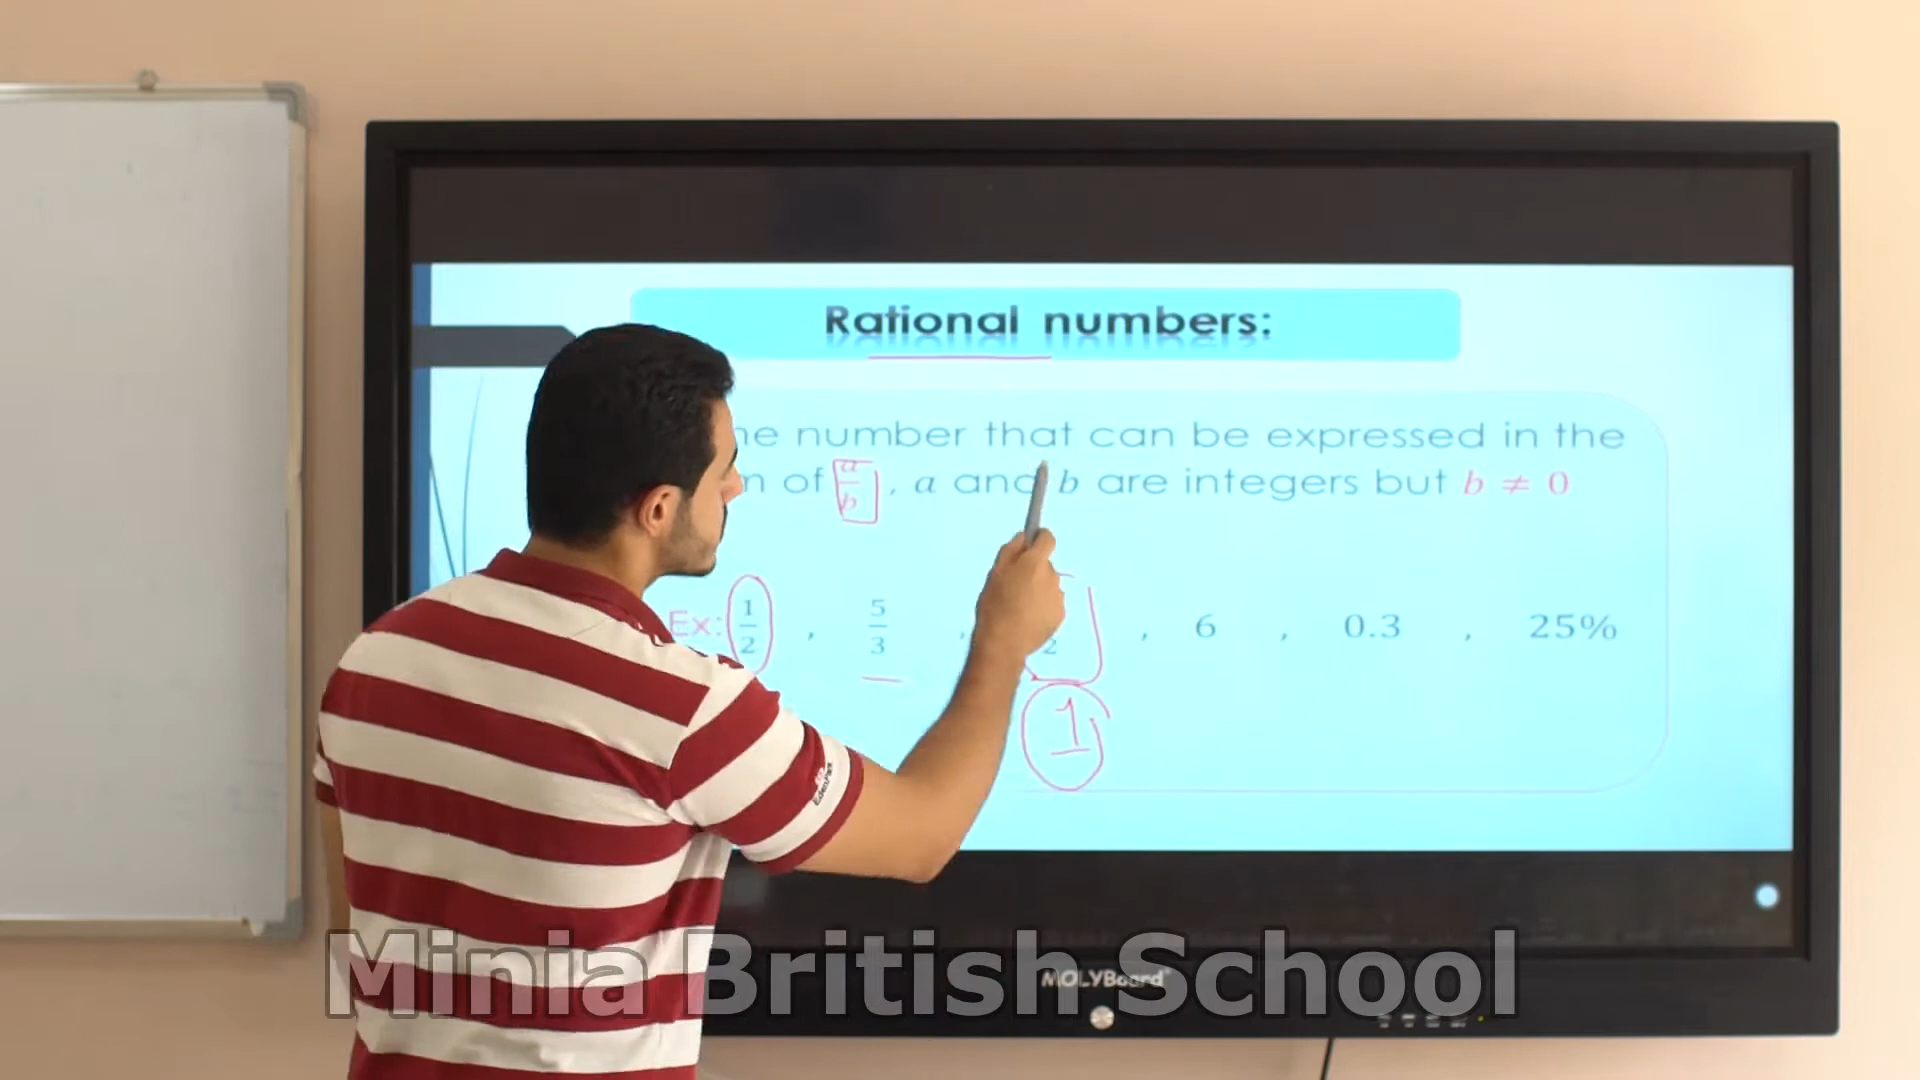 Rational numbers:
number that can be expressed in the
of a/b , a and b are integers but b ≠ 0
Ex: 1/2 , 5/3 , 2 , 6 , 0.3 , 25%
1
Minia British School
MOLYBoard